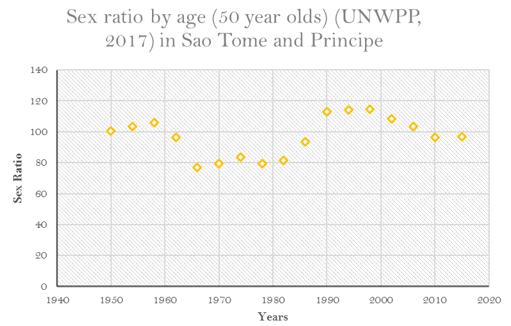 Sex ratio by age (50 year olds) (UNWPP,
2017) in Sao Tome and Principe
140
120
100
80
60
40
20
0
Sex Ratio
1940 1950 1960 1970 1980 1990 2000 2010 2020
Years